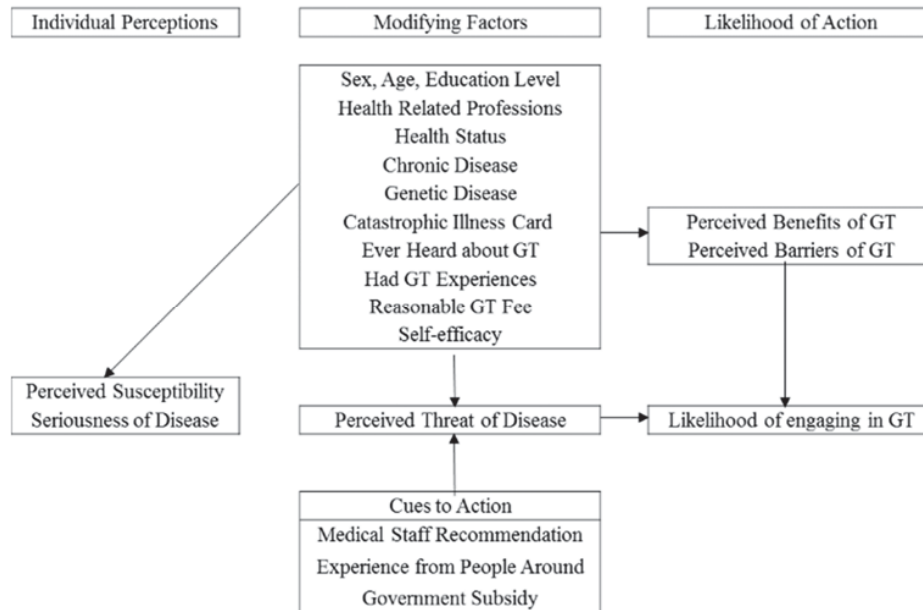 Individual Perceptions
Modifying Factors
Likelihood of Action
Sex, Age, Education Level
Health Related Professions
Health Status
Chronic Disease
Genetic Disease
Catastrophic Illness Card
Ever Heard about GT
Had GT Experiences
Reasonable GT Fee
Self-efficacy
Perceived Benefits of GT
Perceived Barriers of GT
Perceived Susceptibility
Seriousness of Disease
Perceived Threat of Disease
Likelihood of engaging in GT
Cues to Action
Medical Staff Recommendation
Experience from People Around
Government Subsidy